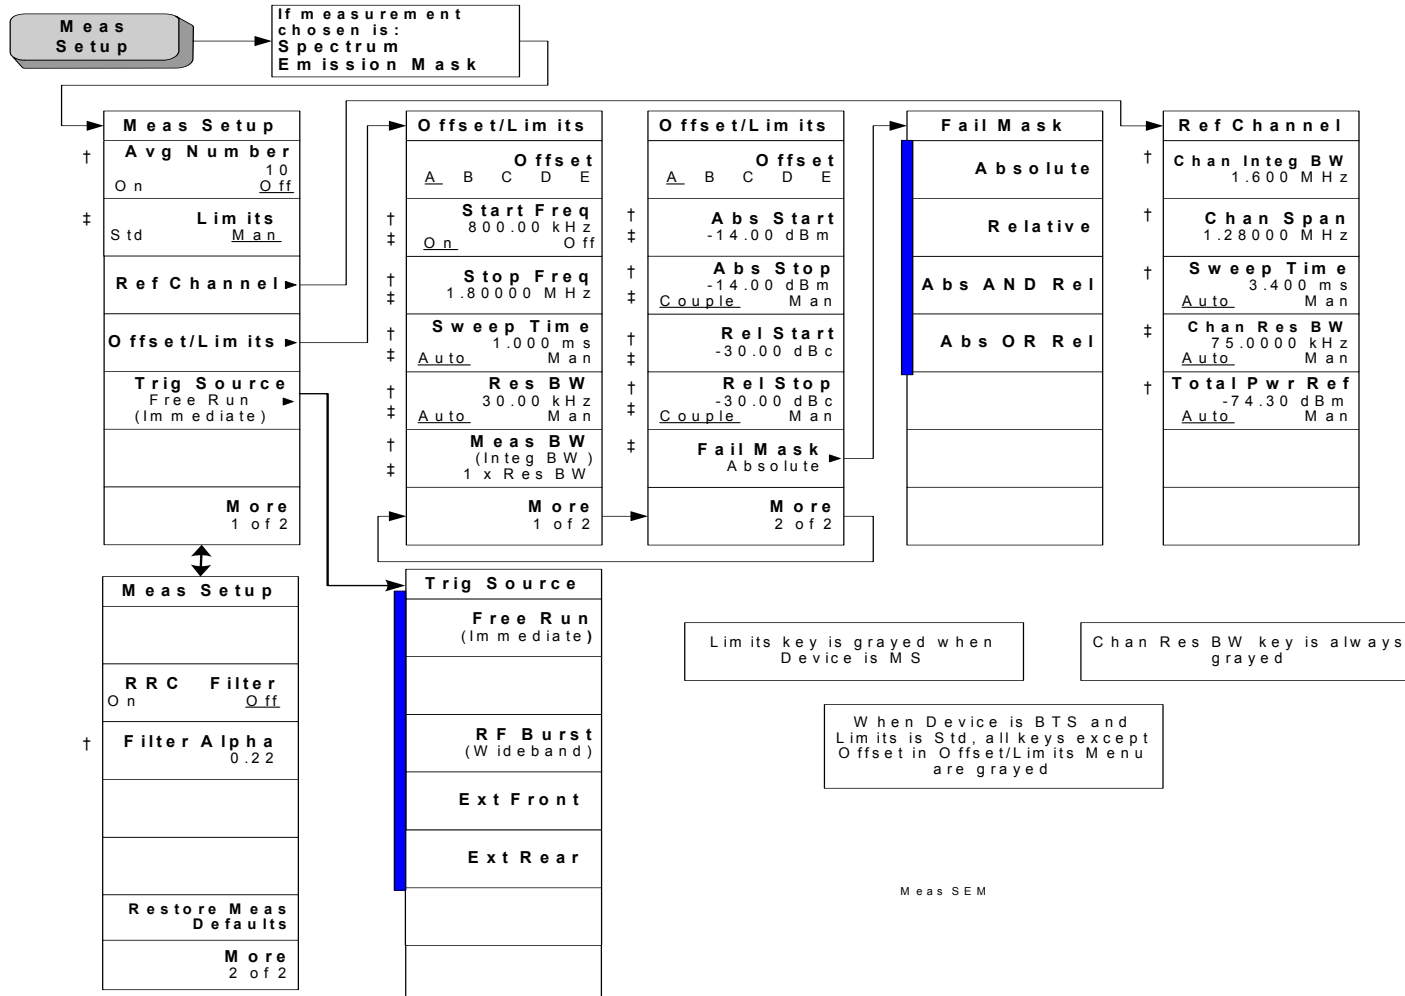 Meas
Setup
If measurement
chosen is:
Spectrum
Emission Mask
Meas Setup
† Avg Number
10
On Off
‡ Limits
Std Man
Ref Channel
Offset/Limits
Trig Source
Free Run
(Immediate)
More
1 of 2
Offset/Limits
Offset
A B C D E
† Start Freq
800.00 kHz
‡ On Off
† Stop Freq
‡ 1.80000 MHz
† Sweep Time
1.000 ms
‡ Auto Man
† Res BW
30.00 kHz
‡ Auto Man
† Meas BW
(Integ BW)
‡ 1 x Res BW
More
1 of 2
Offset/Limits
Offset
A B C D E
† Abs Start
‡ -14.00 dBm
† Abs Stop
-14.00 dBm
‡ Couple Man
† Rel Start
‡ -30.00 dBc
† Rel Stop
-30.00 dBc
‡ Couple Man
‡ Fail Mask
Absolute
More
2 of 2
Fail Mask
Absolute
Relative
Abs AND Rel
Abs OR Rel
Ref Channel
† Chan Integ BW
1.600 MHz
† Chan Span
1.28000 MHz
† Sweep Time
3.400 ms
Auto Man
‡ Chan Res BW
75.0000 kHz
Auto Man
† Total Pwr Ref
-74.30 dBm
Auto Man
Meas Setup
RRC Filter
On Off
† Filter Alpha
0.22
Restore Meas
Defaults
More
2 of 2
Trig Source
Free Run
(Immediate)
RF Burst
(Wideband)
Ext Front
Ext Rear
Limits key is grayed when
Device is MS
Chan Res BW key is always
grayed
When Device is BTS and
Limits is Std, all keys except
Offset in Offset/Limits Menu
are grayed
Meas SEM